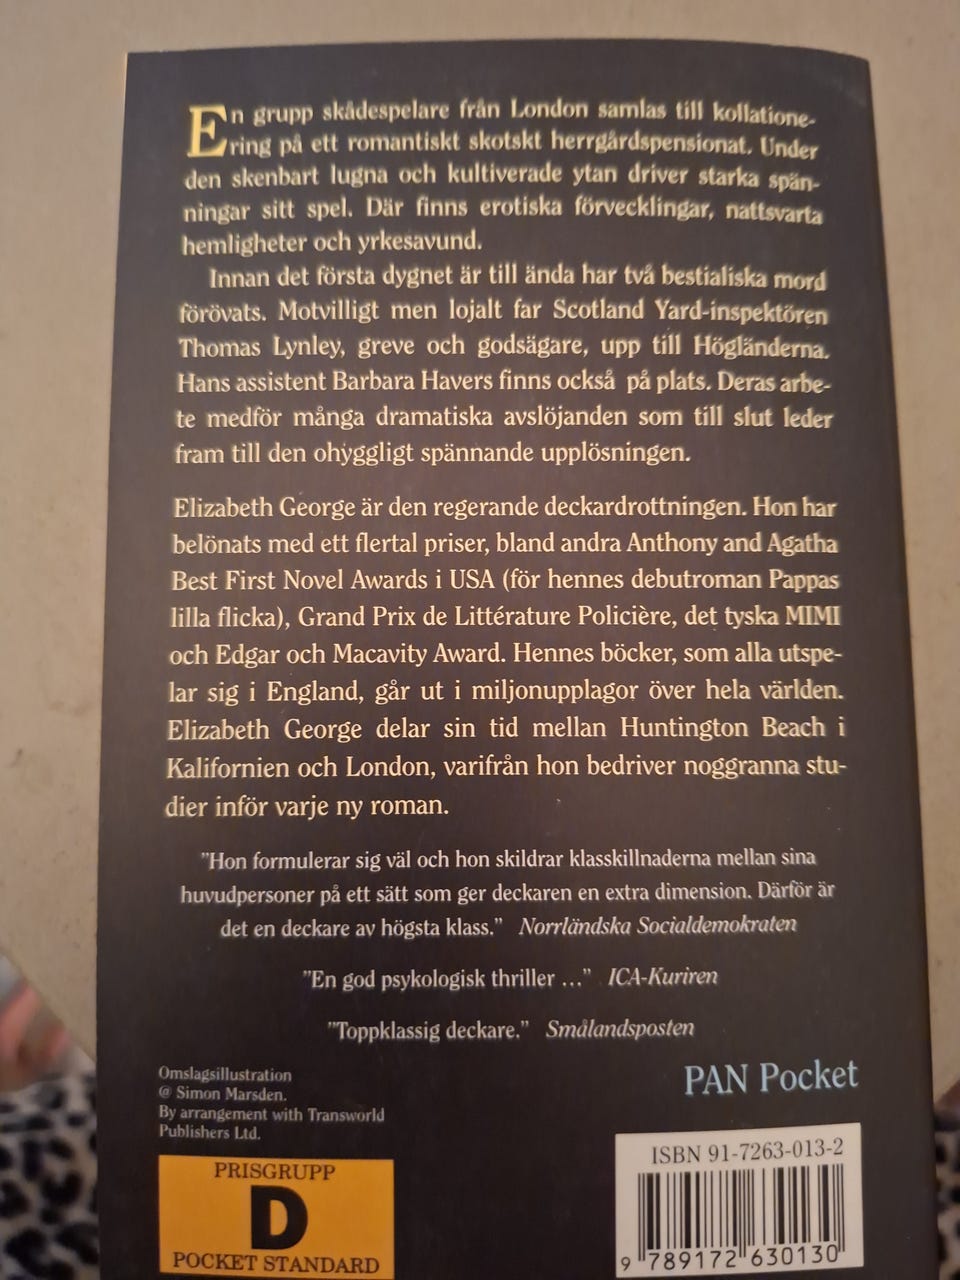 En grupp skådespelare från London samlas till kollatione-
ring på ett romantiskt skotskt herrgårdspensionat. Under
den skenbart lugna och kultiverade ytan driver starka spän-
ningar sitt spel. Där finns erotiska förvecklingar, nattsvarta
hemligheter och yrkesavund.
Innan det första dygnet är till ända har två bestialiska mord
förövats. Motvilligt men lojalt far Scotland Yard-inspektören
Thomas Lynley, greve och godsägare, upp till Högländerna.
Hans assistent Barbara Havers finns också på plats. Deras arbe-
te medför många dramatiska avslöjanden som till slut leder
fram till den ohyggligt spännande upplösningen.
Elizabeth George är den regerande deckardrottningen. Hon har
belönats med ett flertal priser, bland andra Anthony and Agatha
Best First Novel Awards i USA (för hennes debutroman Pappas
lilla flicka), Grand Prix de Littérature Policière, det tyska MIMI
och Edgar och Macavity Award. Hennes böcker, som alla utspe-
lar sig i England, går ut i miljonupplagor över hela världen.
Elizabeth George delar sin tid mellan Huntington Beach i
Kalifornien och London, varifrån hon bedriver noggranna stu-
dier inför varje ny roman.
"Hon formulerar sig väl och hon skildrar klasskillnaderna mellan sina
huvudpersoner på ett sätt som ger deckaren en extra dimension. Därför är
det en deckare av högsta klass." Norrländska Socialdemokraten
"En god psykologisk thriller ..." ICA-Kuriren
"Toppklassig deckare." Smålandsposten
Omslagsillustration
@ Simon Marsden.
By arrangement with Transworld
Publishers Ltd.
PAN Pocket
PRISGRUPP
D
POCKET STANDARD
ISBN 91-7263-013-2
9 789172 630130